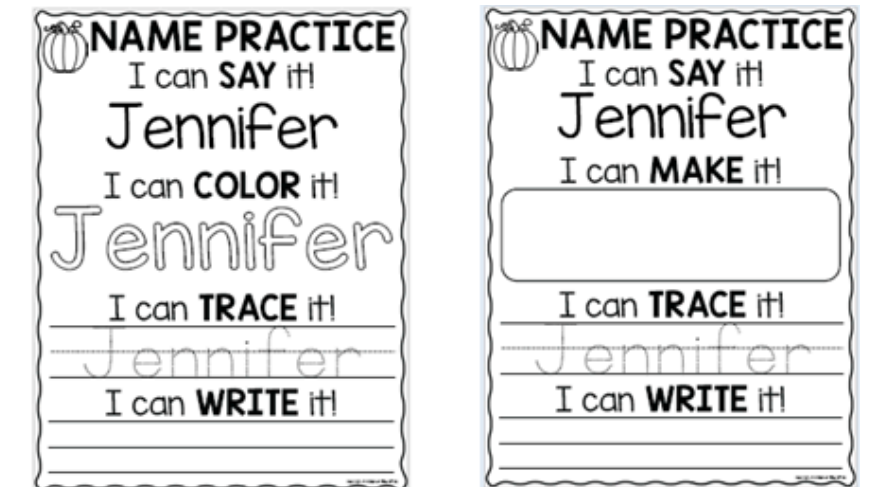 NAME PRACTICE
I can SAY it!
Jennifer
I can COLOR it!
Jennifer
I can TRACE it!
Jennifer
I can WRITE it!
NAME PRACTICE
I can SAY it!
Jennifer
I can MAKE it!
I can TRACE it!
Jennifer
I can WRITE it!